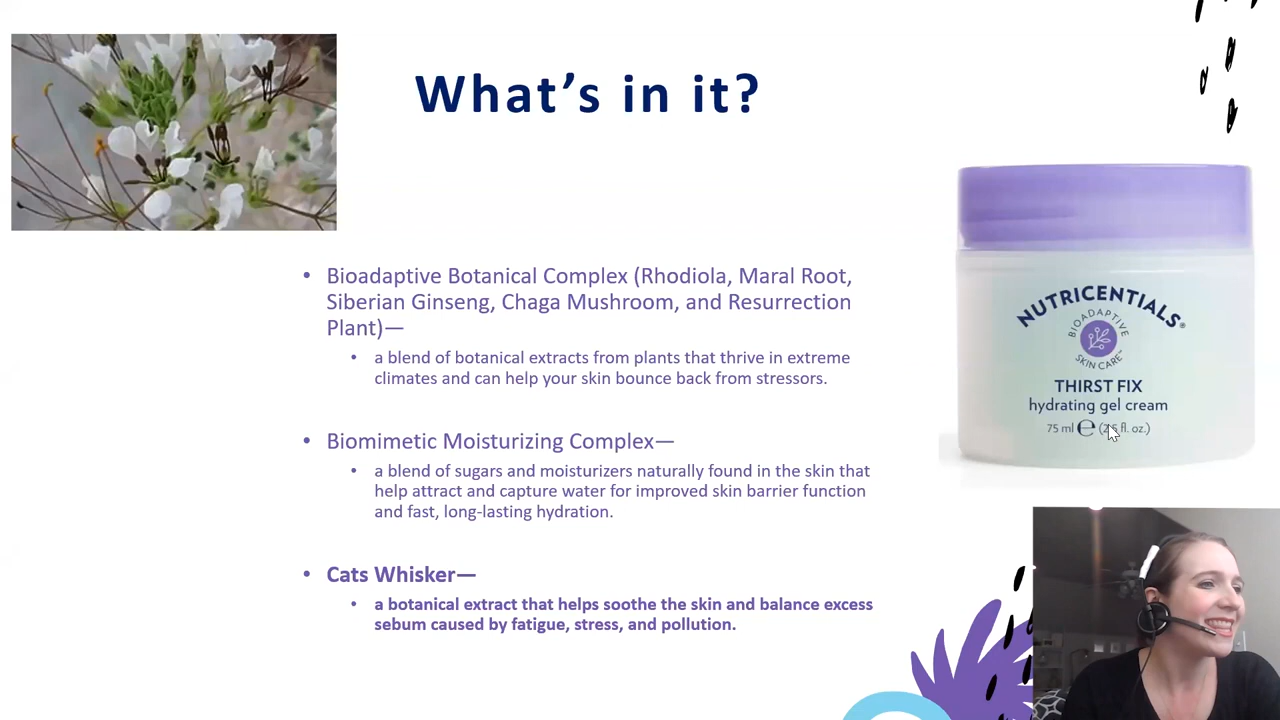 What’s in it?
• Bioadaptive Botanical Complex (Rhodiola, Maral Root,
Siberian Ginseng, Chaga Mushroom, and Resurrection
Plant)—
• a blend of botanical extracts from plants that thrive in extreme
climates and can help your skin bounce back from stressors.
• Biomimetic Moisturizing Complex—
• a blend of sugars and moisturizers naturally found in the skin that
help attract and capture water for improved skin barrier function
and fast, long-lasting hydration.
• Cats Whisker—
• a botanical extract that helps soothe the skin and balance excess
sebum caused by fatigue, stress, and pollution.
NUTRICENTIALS®
BIOADAPTIVE
SKIN CARE™
THIRST FIX
hydrating gel cream
75 ml ℮ fl. oz.)